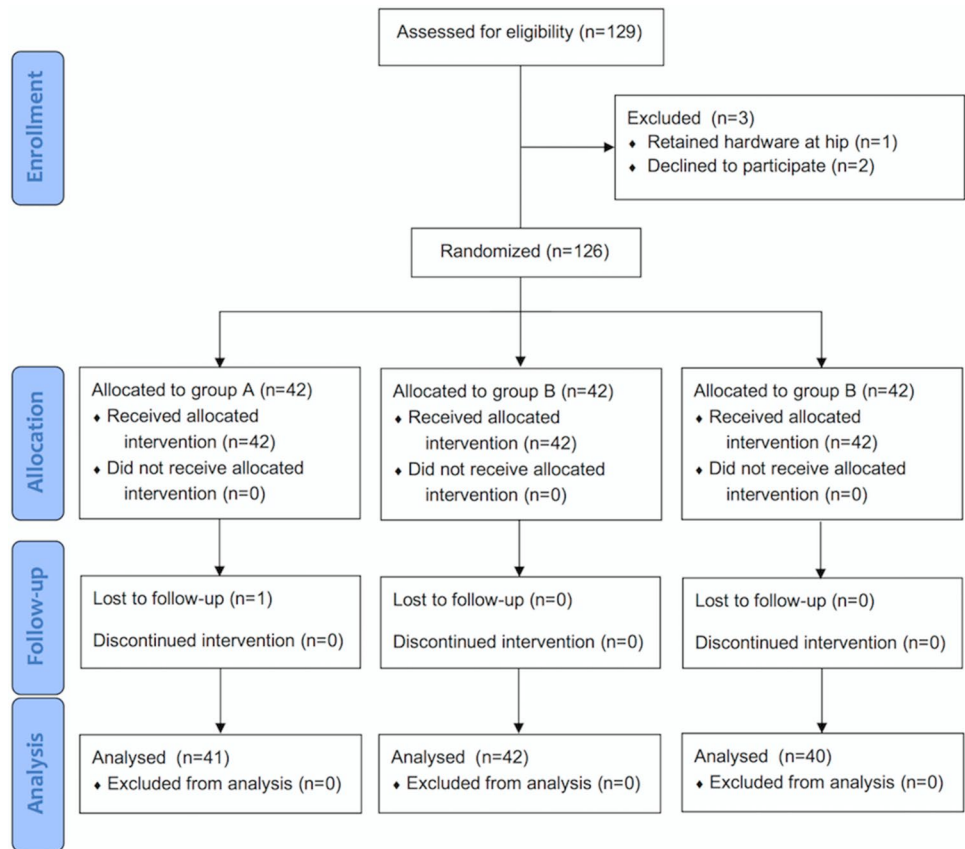 Assessed for eligibility (n=129)
Enrollment
Excluded (n=3)
♦ Retained hardware at hip (n=1)
♦ Declined to participate (n=2)
Randomized (n=126)
Allocation
Allocated to group A (n=42)
♦ Received allocated
intervention (n=42)
♦ Did not receive allocated
intervention (n=0)
Allocated to group B (n=42)
♦ Received allocated
intervention (n=42)
♦ Did not receive allocated
intervention (n=0)
Allocated to group B (n=42)
♦ Received allocated
intervention (n=42)
♦ Did not receive allocated
intervention (n=0)
Follow-up
Lost to follow-up (n=1)
Discontinued intervention (n=0)
Lost to follow-up (n=0)
Discontinued intervention (n=0)
Lost to follow-up (n=0)
Discontinued intervention (n=0)
Analysis
Analysed (n=41)
♦ Excluded from analysis (n=0)
Analysed (n=42)
♦ Excluded from analysis (n=0)
Analysed (n=40)
♦ Excluded from analysis (n=0)